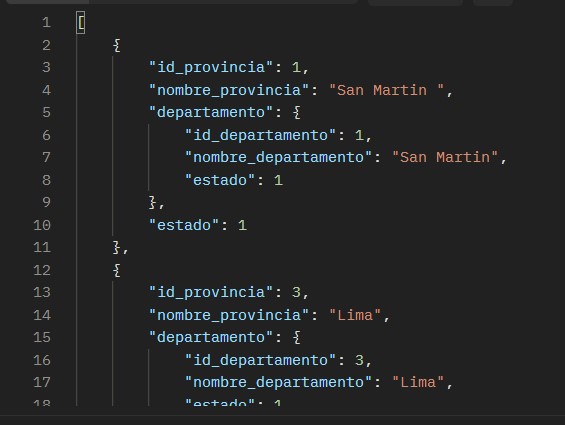 1 [
2 {
3 "id_provincia": 1,
4 "nombre_provincia": "San Martin ",
5 "departamento": {
6 "id_departamento": 1,
7 "nombre_departamento": "San Martin",
8 "estado": 1
9 },
10 "estado": 1
11 },
12 {
13 "id_provincia": 3,
14 "nombre_provincia": "Lima",
15 "departamento": {
16 "id_departamento": 3,
17 "nombre_departamento": "Lima",
18 "estado": 1